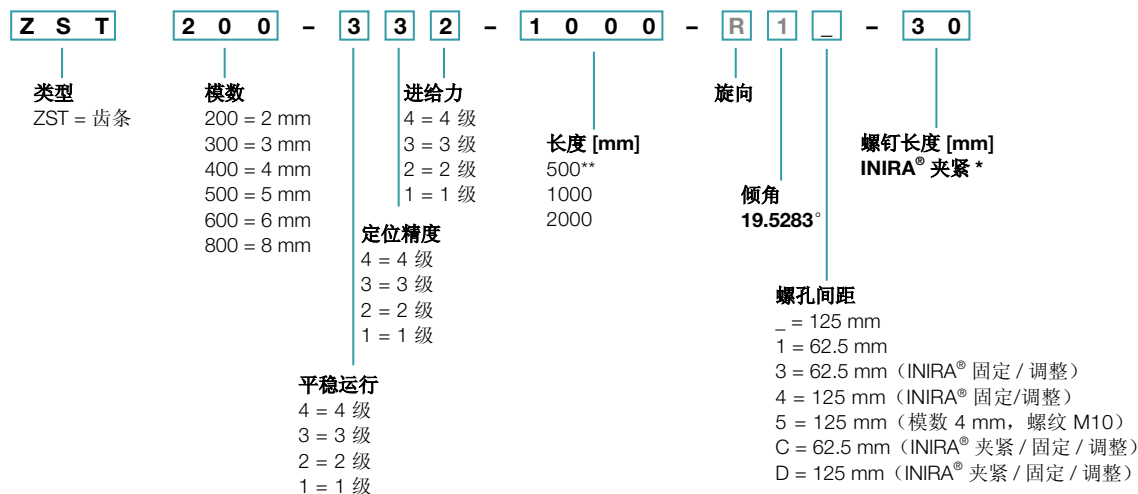 Z S T 2 0 0 – 3 3 2 – 1 0 0 0 – R 1 _ – 3 0
类型
ZST = 齿条
模数
200 = 2 mm
300 = 3 mm
400 = 4 mm
500 = 5 mm
600 = 6 mm
800 = 8 mm
平稳运行
4 = 4 级
3 = 3 级
2 = 2 级
1 = 1 级
定位精度
4 = 4 级
3 = 3 级
2 = 2 级
1 = 1 级
进给力
4 = 4 级
3 = 3 级
2 = 2 级
1 = 1 级
长度 [mm]
500**
1000
2000
旋向
倾角
19.5283°
螺孔间距
_ = 125 mm
1 = 62.5 mm
3 = 62.5 mm（INIRA® 固定 / 调整）
4 = 125 mm（INIRA® 固定/调整）
5 = 125 mm（模数 4 mm，螺纹 M10）
C = 62.5 mm（INIRA® 夹紧 / 固定 / 调整）
D = 125 mm（INIRA® 夹紧 / 固定 / 调整）
螺钉长度 [mm]
INIRA® 夹紧 *